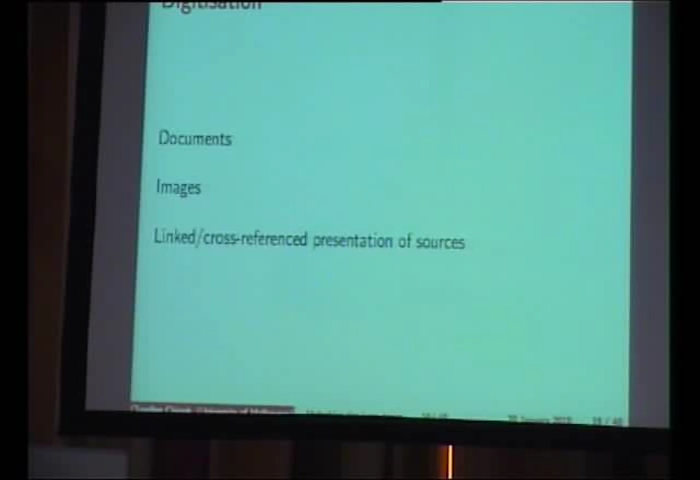 Digitisation
Documents
Images
Linked/cross-referenced presentation of sources